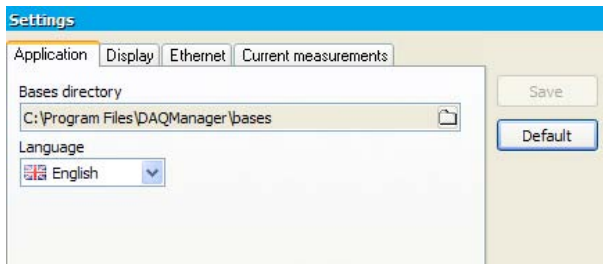 Settings
Application Display Ethernet Current measurements
Bases directory
Save
C:\Program Files\DAQManager\bases
Default
Language
English